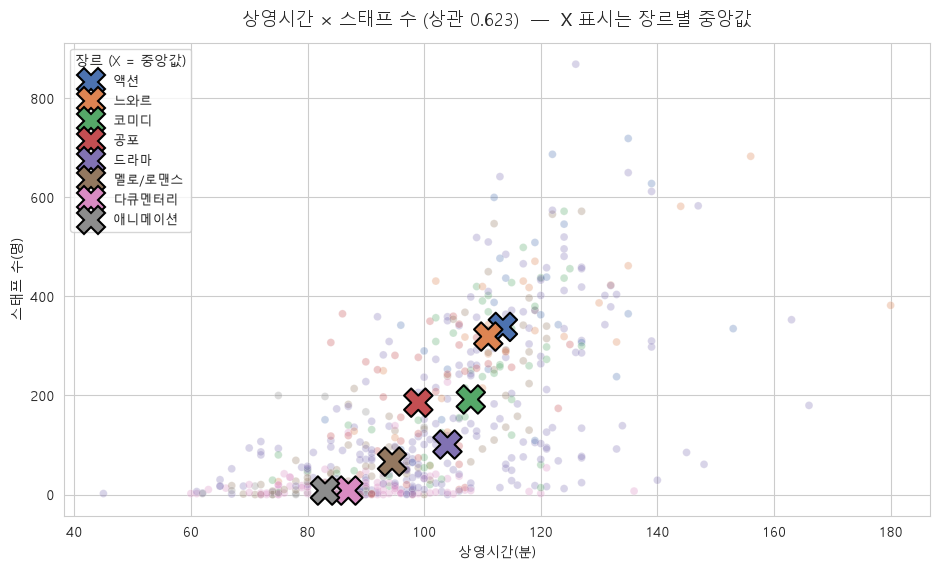 상영시간 × 스태프 수 (상관 0.623) — X 표시는 장르별 중앙값
장르 (X = 중앙값)
액션
느와르
코미디
공포
드라마
멜로/로맨스
다큐멘터리
애니메이션
스태프 수(명)
800
600
400
200
0
40 60 80 100 120 140 160 180
상영시간(분)